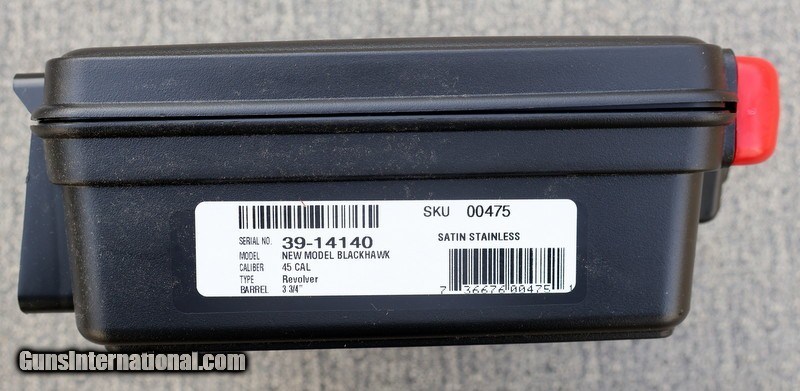 SKU 00475
SERIAL NO. 39-14140
MODEL NEW MODEL BLACKHAWK
CALIBER 45 CAL
TYPE Revolver
BARREL 3 3/4"
SATIN STAINLESS
7 36676 00475 1
GunsInternational.com